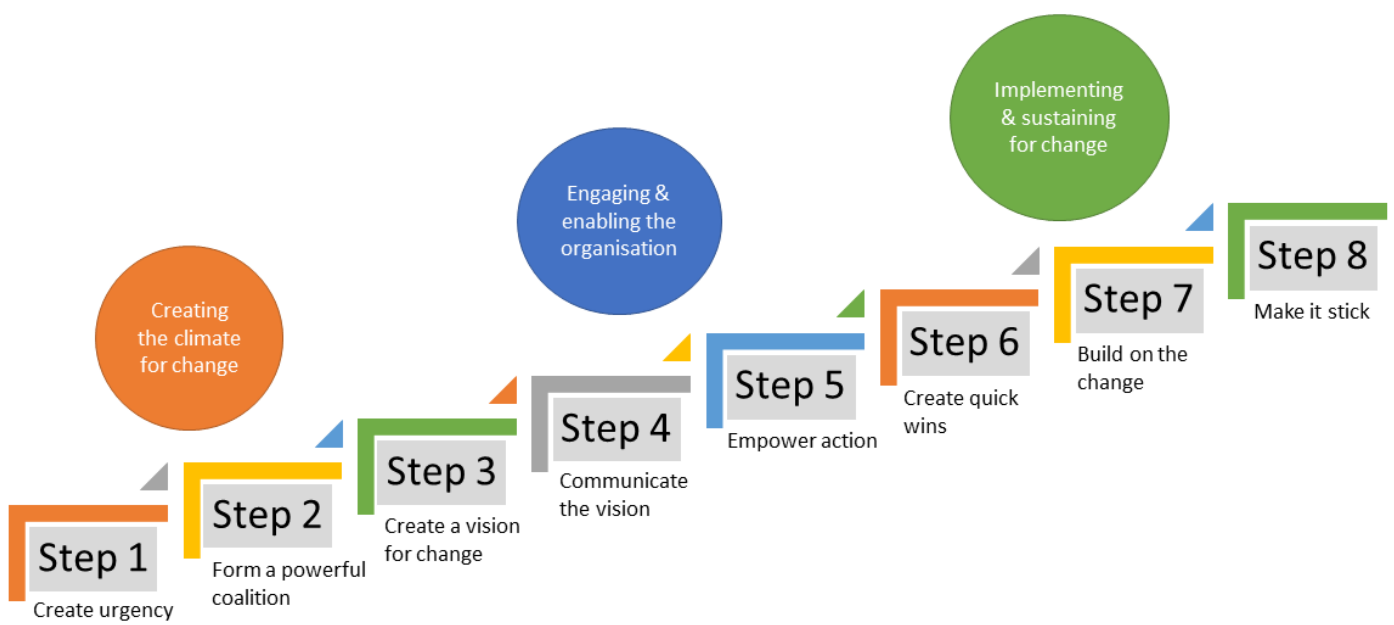 Creating
the climate
for change
Engaging &
enabling the
organisation
Implementing
& sustaining
for change
Step 1
Create urgency
Step 2
Form a powerful
coalition
Step 3
Create a vision
for change
Step 4
Communicate
the vision
Step 5
Empower action
Step 6
Create quick
wins
Step 7
Build on the
change
Step 8
Make it stick